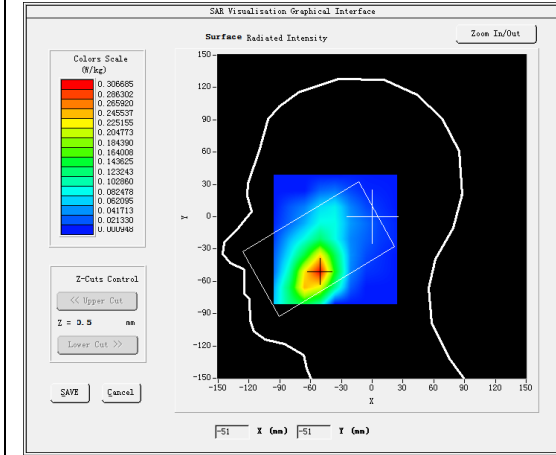 SAR Visualisation Graphical Interface
Surface Radiated Intensity
Zoom In/Out
Colors Scale
(W/kg)
0.306685
0.286302
0.265920
0.245537
0.225155
0.204773
0.184390
0.164008
0.143625
0.123243
0.102860
0.082478
0.062095
0.041713
0.021330
0.000948
Z-Cuts Control
<< Upper Cut
Z = 0.5 mm
Lower Cut >>
SAVE Cancel
150
120
90
60
30
0
-30
-60
-90
-120
-150
Y
-150 -120 -90 -60 -30 0 30 60 90 120 150
X
-51 X (mm) -51 Y (mm)